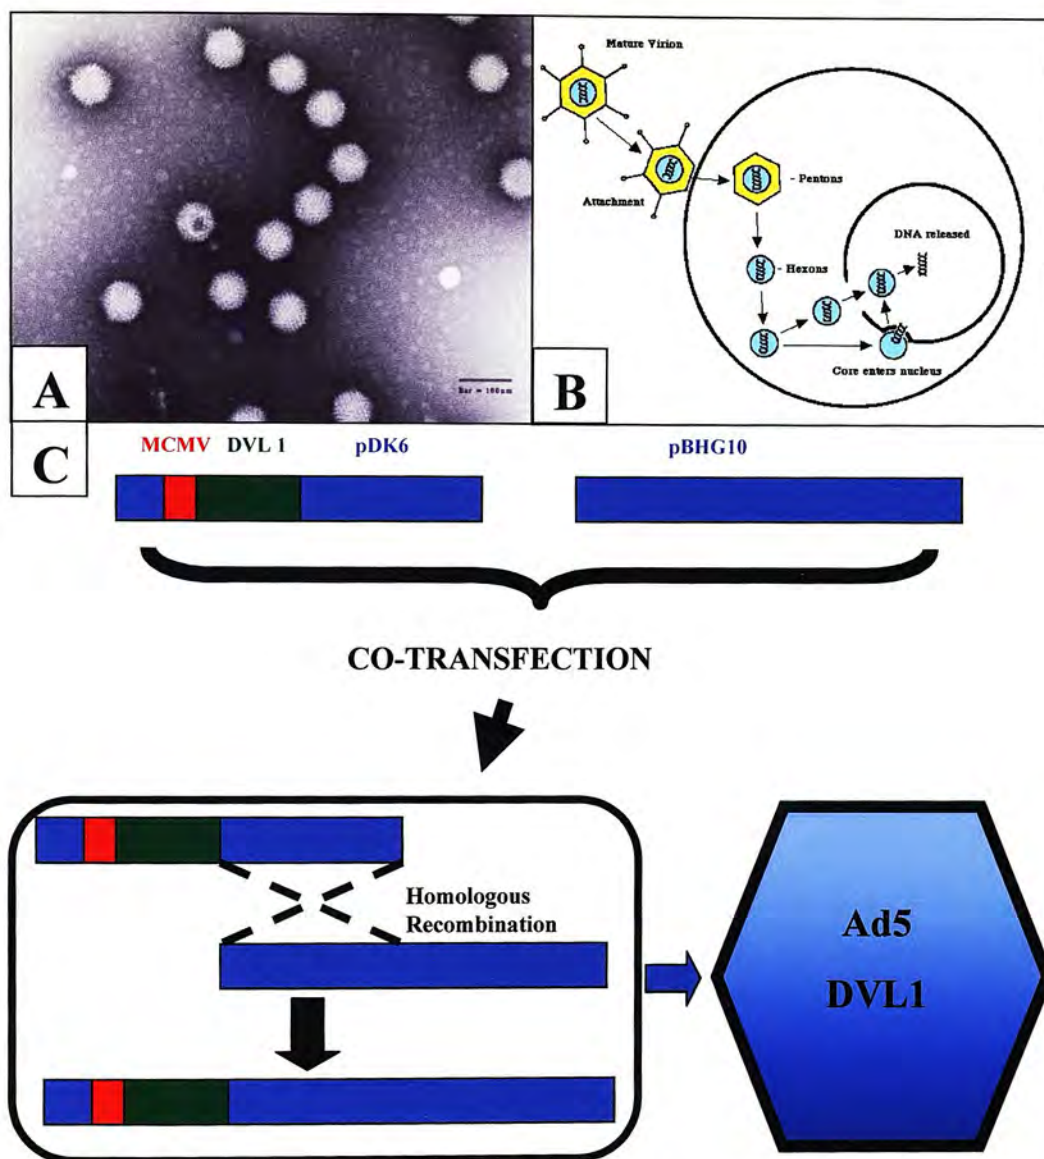 A
Bar = 100nm
B
Mature Virion
Attachment
- Pentons
- Hexons
DNA released
Core enters nucleus
C
MCMV DVL 1 pDK6 pBHG10
CO-TRANSFECTION
Homologous
Recombination
Ad5
DVL1